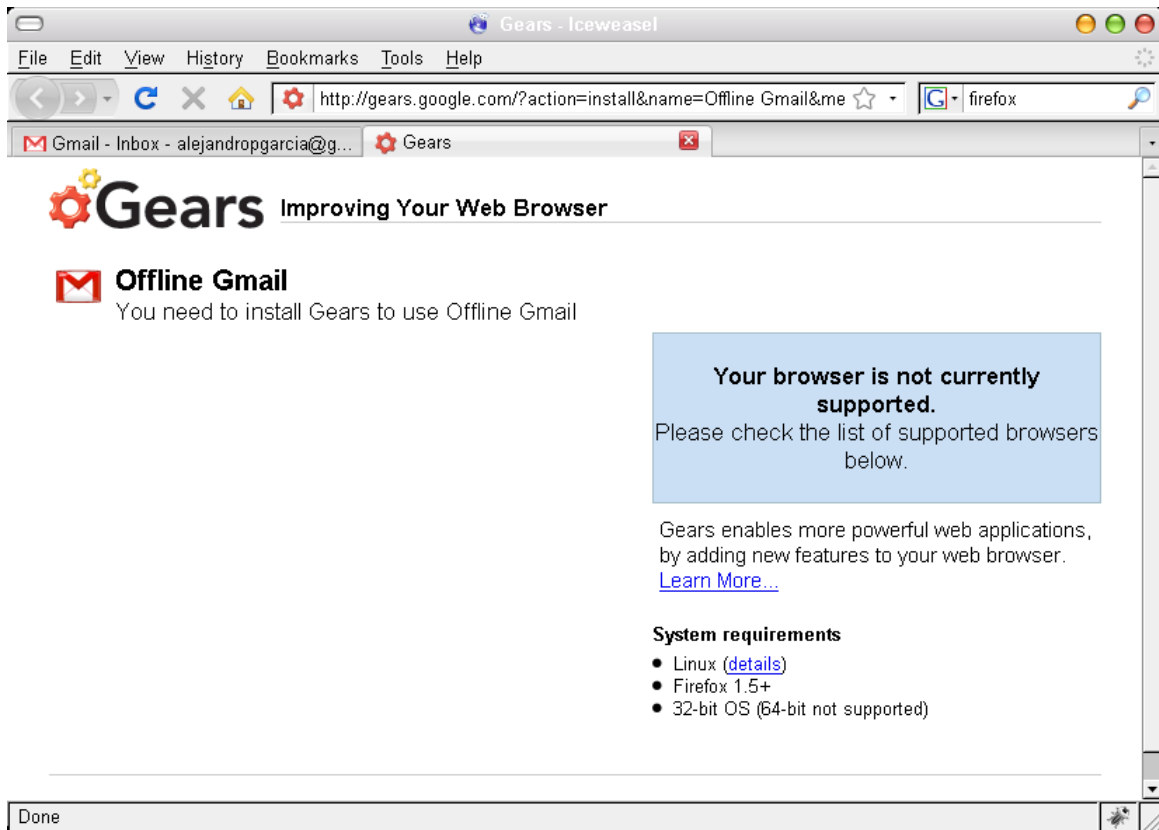 Gears - Iceweasel
File Edit View History Bookmarks Tools Help
http://gears.google.com/?action=install&name=Offline Gmail&me
G firefox
Gmail - Inbox - alejandropgarcia@g...
Gears
Gears Improving Your Web Browser
Offline Gmail
You need to install Gears to use Offline Gmail
Your browser is not currently
supported.
Please check the list of supported browsers
below.
Gears enables more powerful web applications,
by adding new features to your web browser.
Learn More...
System requirements
Linux (details)
Firefox 1.5+
32-bit OS (64-bit not supported)
Done